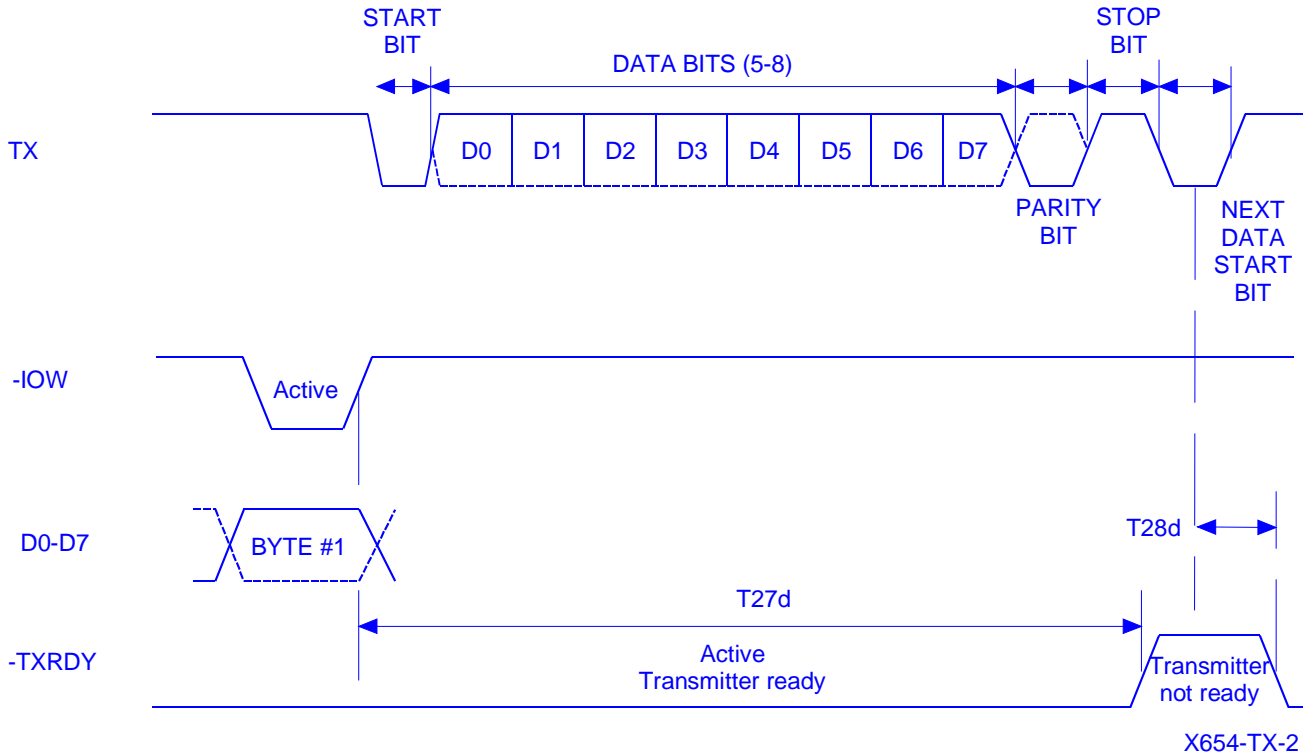 START
BIT
DATA BITS (5-8)
STOP
BIT
TX
D0 D1 D2 D3 D4 D5 D6 D7
PARITY
BIT
NEXT
DATA
START
BIT
-IOW
Active
D0-D7
BYTE #1
T28d
T27d
-TXRDY
Active
Transmitter ready
Transmitter
not ready
X654-TX-2